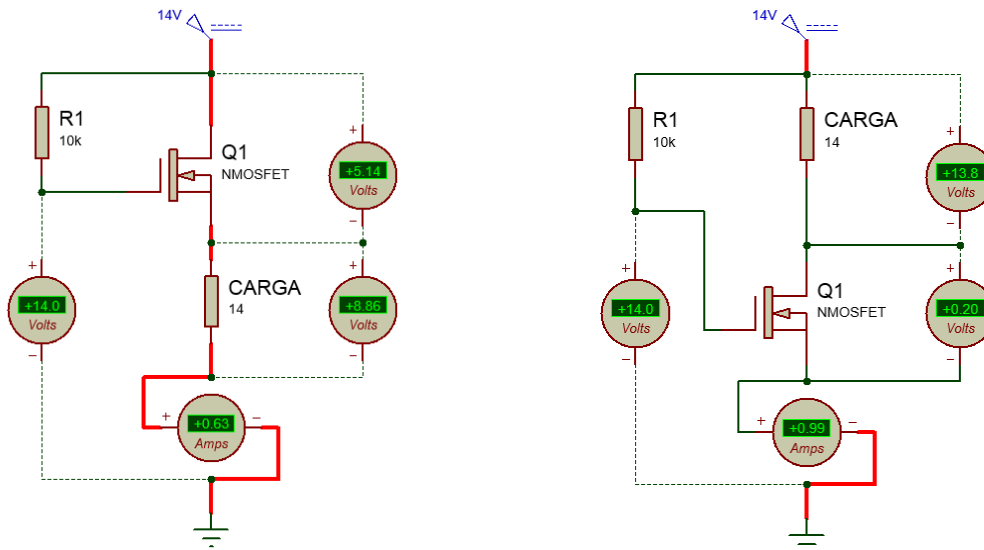 14V
R1
10k
Q1
NMOSFET
+5.14
Volts
+14.0
Volts
CARGA
14
+8.86
Volts
+0.63
Amps
14V
R1
10k
CARGA
14
+13.8
Volts
+14.0
Volts
Q1
NMOSFET
+0.20
Volts
+0.99
Amps